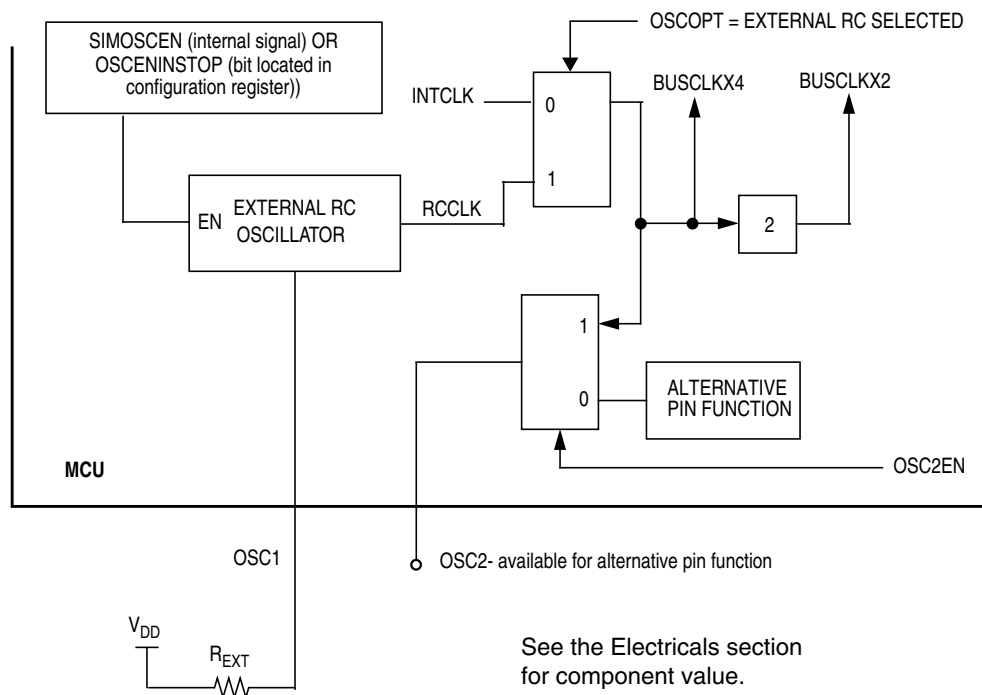 OSCOPT = EXTERNAL RC SELECTED
SIMOSCEN (internal signal) OR
OSCENINSTOP (bit located in
configuration register))
BUSCLKX4
BUSCLKX2
INTCLK
0
1
EN
EXTERNAL RC
OSCILLATOR
RCCLK
2
1
0
ALTERNATIVE
PIN FUNCTION
MCU
OSC2EN
OSC1
OSC2- available for alternative pin function
VDD
REXT
See the Electricals section
for component value.